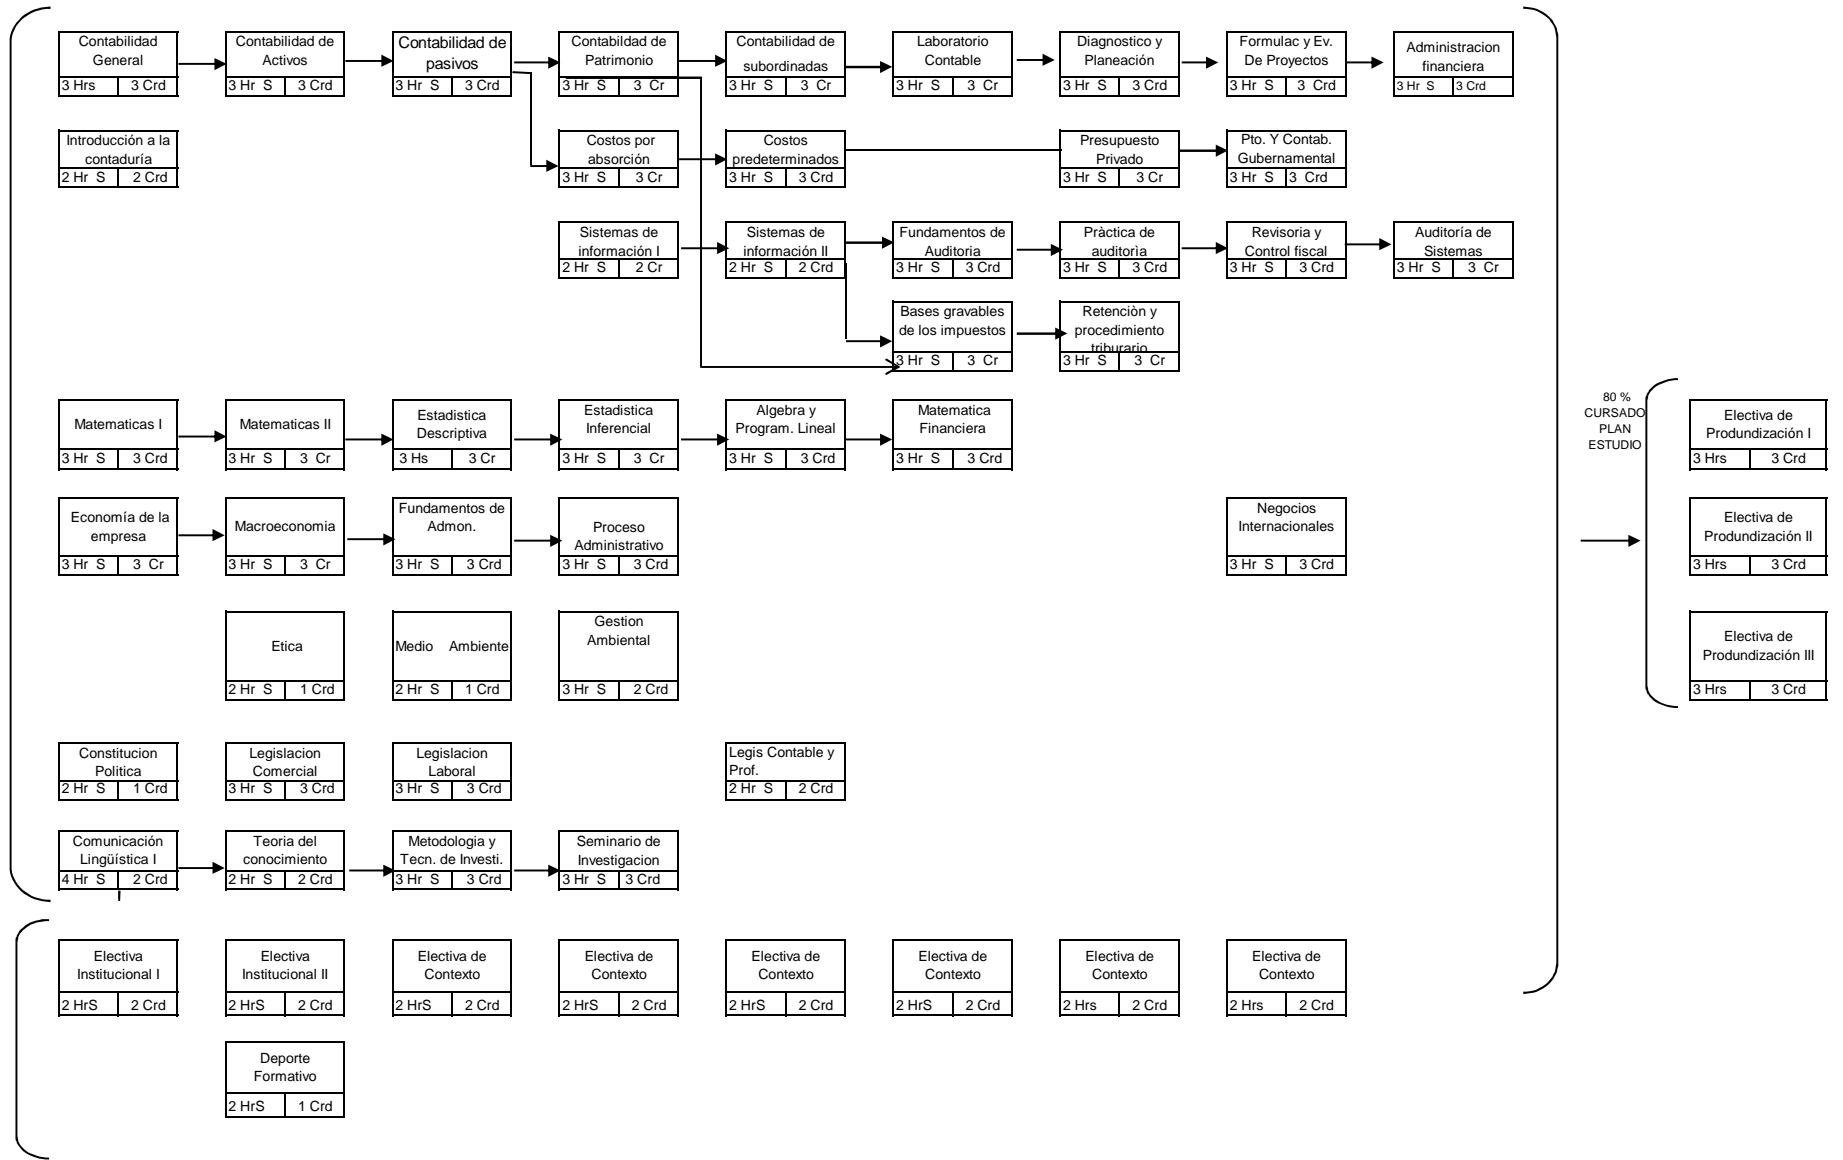 Contabilidad
General
3 Hrs 3 Crd
Contabilidad de
Activos
3 Hr S 3 Crd
Contabilidad de
pasivos
3 Hr S 3 Crd
Contabildad de
Patrimonio
3 Hr S 3 Cr
Contabilidad de
subordinadas
3 Hr S 3 Cr
Laboratorio
Contable
3 Hr S 3 Cr
Diagnostico y
Planeación
3 Hr S 3 Crd
Formulac y Ev.
De Proyectos
3 Hr S 3 Crd
Administracion
financiera
3 Hr S 3 Crd
Introducción a la
contaduría
2 Hr S 2 Crd
Costos por
absorción
3 Hr S 3 Cr
Costos
predeterminados
3 Hr S 3 Crd
Presupuesto
Privado
3 Hr S 3 Cr
Pto. Y Contab.
Gubernamental
3 Hr S 3 Crd
Sistemas de
información I
2 Hr S 2 Cr
Sistemas de
información II
2 Hr S 2 Crd
Fundamentos de
Auditoria
3 Hr S 3 Crd
Pràctica de
auditorìa
3 Hr S 3 Crd
Revisoria y
Control fiscal
3 Hr S 3 Crd
Auditoría de
Sistemas
3 Hr S 3 Cr
Bases gravables
de los impuestos
3 Hr S 3 Cr
Retenciòn y
procedimiento
triburario
3 Hr S 3 Cr
Matematicas I
3 Hr S 3 Crd
Matematicas II
3 Hr S 3 Cr
Estadistica
Descriptiva
3 Hs 3 Cr
Estadistica
Inferencial
3 Hr S 3 Cr
Algebra y
Program. Lineal
3 Hr S 3 Crd
Matematica
Financiera
3 Hr S 3 Crd
80 %
CURSADO
PLAN
ESTUDIO
Electiva de
Produndización I
3 Hrs 3 Crd
Economía de la
empresa
3 Hr S 3 Cr
Macroeconomia
3 Hr S 3 Cr
Fundamentos de
Admon.
3 Hr S 3 Crd
Proceso
Administrativo
3 Hr S 3 Crd
Negocios
Internacionales
3 Hr S 3 Crd
Electiva de
Produndización II
3 Hrs 3 Crd
Etica
2 Hr S 1 Crd
Medio Ambiente
2 Hr S 1 Crd
Gestion
Ambiental
3 Hr S 2 Crd
Electiva de
Produndización III
3 Hrs 3 Crd
Constitucion
Politica
2 Hr S 1 Crd
Legislacion
Comercial
3 Hr S 3 Crd
Legislacion
Laboral
3 Hr S 3 Crd
Legis Contable y
Prof.
2 Hr S 2 Crd
Comunicación
Lingüística I
4 Hr S 2 Crd
Teoria del
conocimiento
2 Hr S 2 Crd
Metodologia y
Tecn. de Investi.
3 Hr S 3 Crd
Seminario de
Investigacion
3 Hr S 3 Crd
Electiva
Institucional I
2 HrS 2 Crd
Electiva
Institucional II
2 HrS 2 Crd
Electiva de
Contexto
2 HrS 2 Crd
Electiva de
Contexto
2 HrS 2 Crd
Electiva de
Contexto
2 HrS 2 Crd
Electiva de
Contexto
2 HrS 2 Crd
Electiva de
Contexto
2 Hrs 2 Crd
Electiva de
Contexto
2 Hrs 2 Crd
Deporte
Formativo
2 HrS 1 Crd